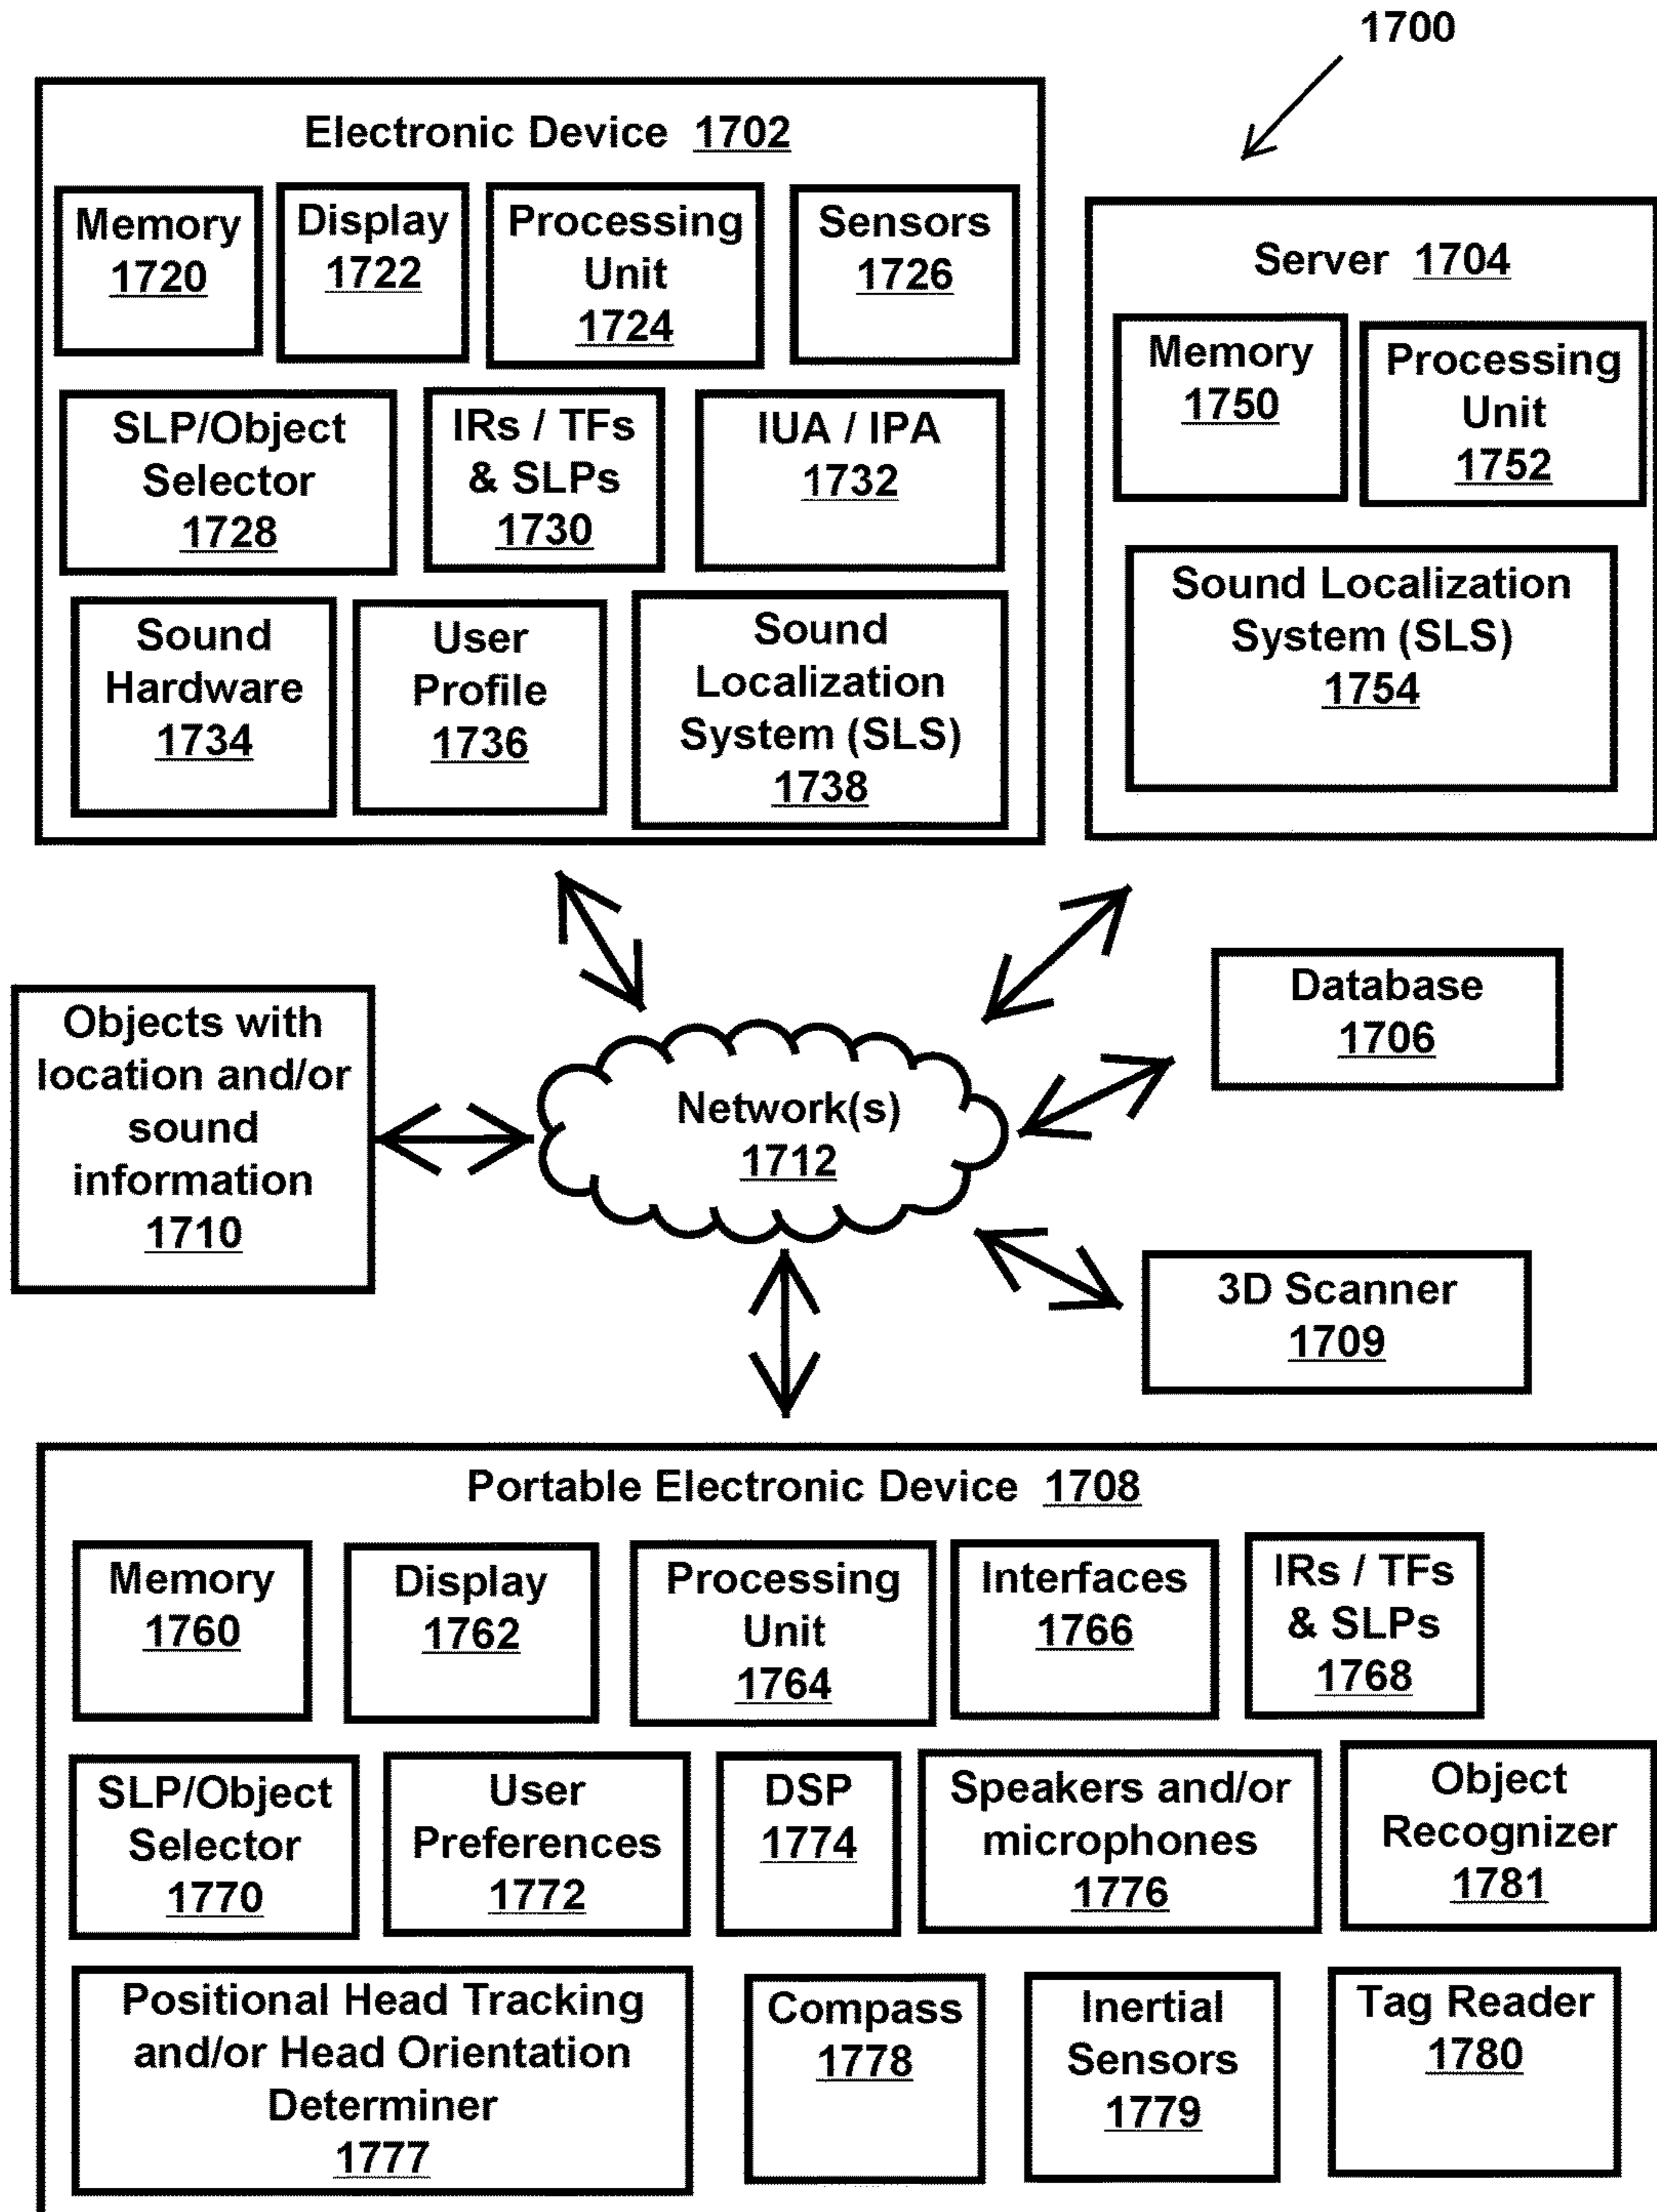 1700
Electronic Device 1702
Memory
1720
Display
1722
Processing
Unit
1724
Sensors
1726
SLP/Object
Selector
1728
IRs / TFs
& SLPs
1730
IUA / IPA
1732
Sound
Hardware
1734
User
Profile
1736
Sound
Localization
System (SLS)
1738
Server 1704
Memory
1750
Processing
Unit
1752
Sound Localization
System (SLS)
1754
Objects with
location and/or
sound
information
1710
Network(s)
1712
Database
1706
3D Scanner
1709
Portable Electronic Device 1708
Memory
1760
Display
1762
Processing
Unit
1764
Interfaces
1766
IRs / TFs
& SLPs
1768
SLP/Object
Selector
1770
User
Preferences
1772
DSP
1774
Speakers and/or
microphones
1776
Object
Recognizer
1781
Positional Head Tracking
and/or Head Orientation
Determiner
1777
Compass
1778
Inertial
Sensors
1779
Tag Reader
1780